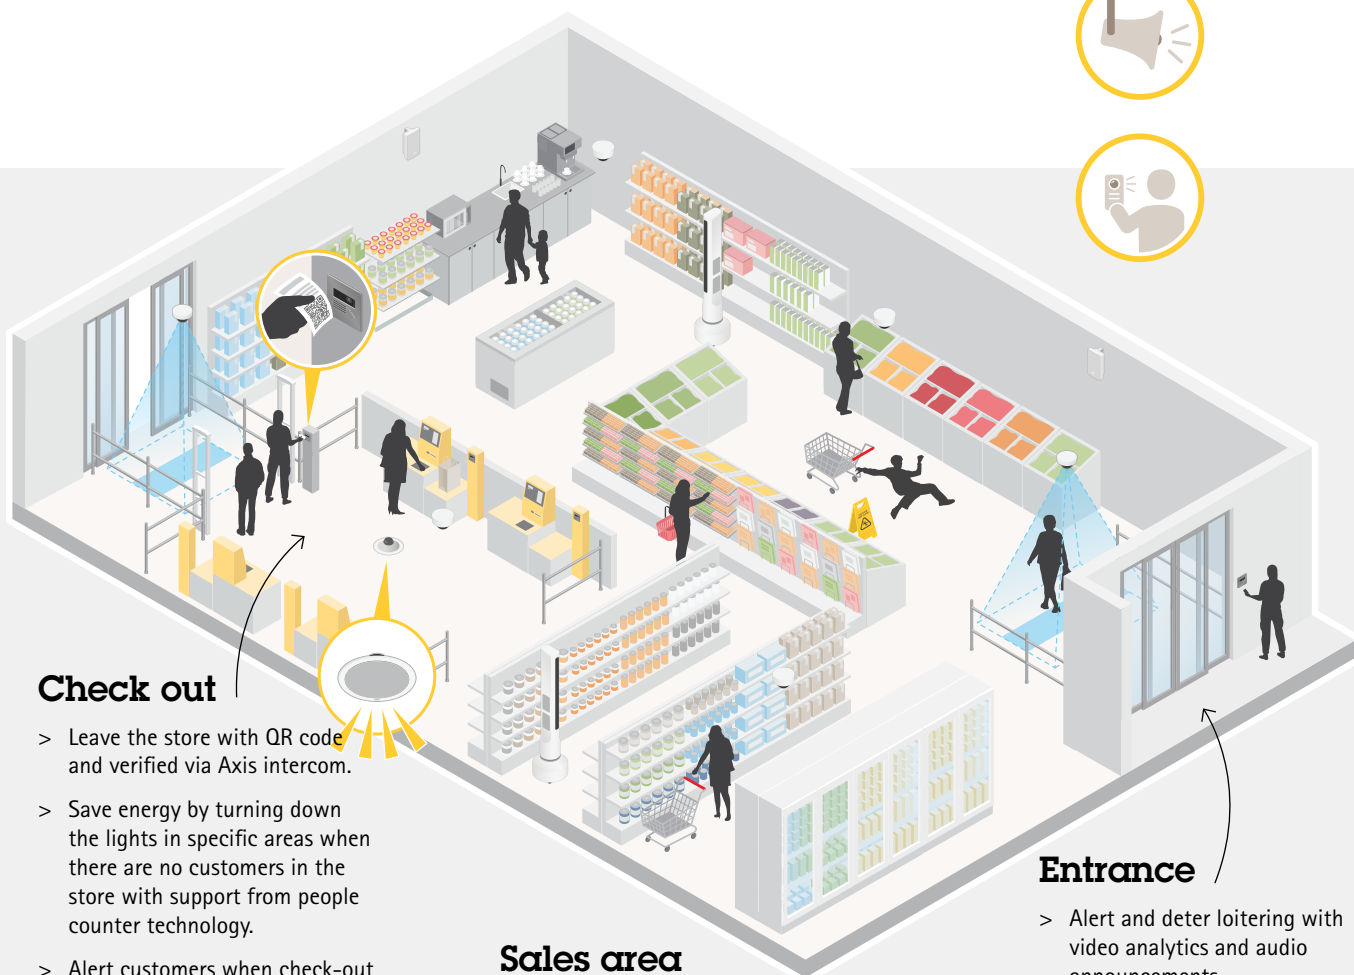 Check out
> Leave the store with QR code
and verified via Axis intercom.
> Save energy by turning down
the lights in specific areas when
there are no customers in the
store with support from people
counter technology.
> Alert customers when check-out
Sales area
Entrance
> Alert and deter loitering with
video analytics and audio
announcements